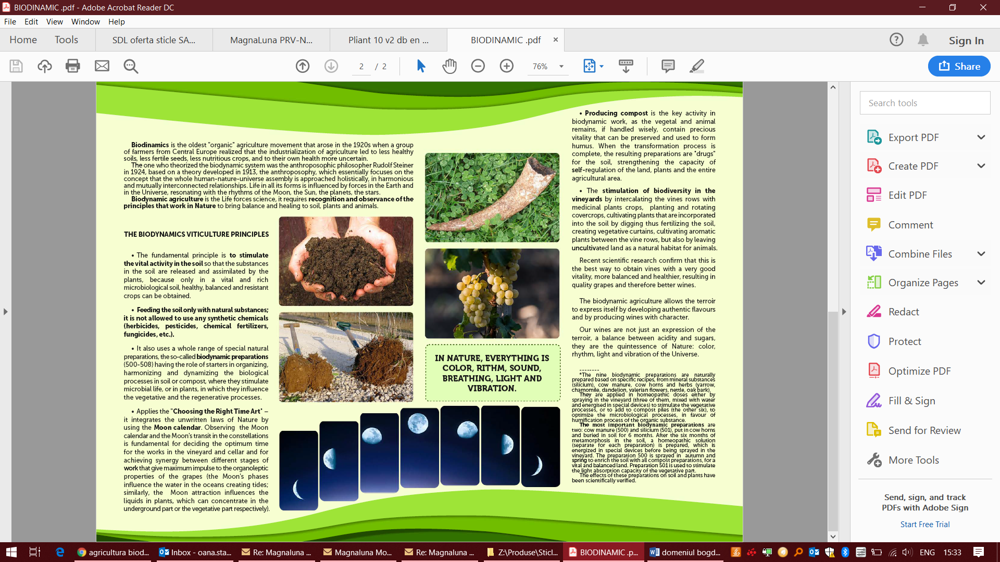 BIODINAMIC .pdf - Adobe Acrobat Reader DC
File Edit View Window Help
Home Tools SDL oferta sticle SA... MagnaLuna PRV-N... Pliant 10 v2 db en ... BIODINAMIC .pdf × Sign In
2 / 2 76% Share
Biodinamics is the oldest "organic" agriculture movement that arose in the 1920s when a group
of farmers from Central Europe realized that the industrialization of agriculture led to less healthy
soils, less fertile seeds, less nutritious crops, and to their own health more uncertain.
The one who theorized the biodynamic system was the anthroposophic philosopher Rudolf Steiner
in 1924, based on a theory developed in 1913, the anthroposophy, which essentially focuses on the
concept that the whole human-nature-universe assembly is approached holistically, in harmonious
and mutually interconnected relationships. Life in all its forms is influenced by forces in the Earth and
in the Universe, resonating with the rhythms of the Moon, the Sun, the planets, the stars.
Biodynamic agriculture is the Life forces science, it requires recognition and observance of the
principles that work in Nature to bring balance and healing to soil, plants and animals.
THE BIODYNAMICS VITICULTURE PRINCIPLES
• The fundamental principle is to stimulate
the vital activity in the soil so that the substances
in the soil are released and assimilated by the
plants, because only in a vital and rich
microbiological soil, healthy, balanced and resistant
crops can be obtained.
• Feeding the soil only with natural substances;
it is not allowed to use any synthetic chemicals
(herbicides, pesticides, chemical fertilizers,
fungicides, etc.).
• It also uses a whole range of special natural
preparations, the so-called biodynamic preparations
(500-508) having the role of starters in organizing,
harmonizing and dynamizing the biological
processes in soil or compost, where they stimulate
microbial life, or in plants, in which they influence
the vegetative and the regenerative processes.
• Applies the "Choosing the Right Time Art" –
it integrates the unwritten laws of Nature by
using the Moon calendar. Observing the Moon
calendar and the Moon's transit in the constellations
is fundamental for deciding the optimum time
for the works in the vineyard and cellar and for
achieving synergy between different stages of
work that give maximum impulse to the organoleptic
properties of the grapes (the Moon's phases
influence the water in the oceans creating tides;
similarly, the Moon attraction influences the
liquids in plants, which can concentrate in the
underground part or the vegetative part respectively).
IN NATURE, EVERYTHING IS
COLOR, RITHM, SOUND,
BREATHING, LIGHT AND
VIBRATION.
• Producing compost is the key activity in
biodynamic work, as the vegetal and animal
remains, if handled wisely, contain precious
vitality that can be preserved and used to form
humus. When the transformation process is
complete, the resulting preparations are "drugs"
for the soil, strengthening the capacity of
self-regulation of the land, plants and the entire
agricultural area.
• The stimulation of biodiversity in the
vineyards by intercalating the vines rows with
medicinal plants crops, planting and rotating
covercrops, cultivating plants that are incorporated
into the soil by digging thus fertilizing the soil,
creating vegetative curtains, cultivating aromatic
plants between the vine rows, but also by leaving
uncultivated land as a natural habitat for animals.
Recent scientific research confirm that this is
the best way to obtain vines with a very good
vitality, more balanced and healthier, resulting in
quality grapes and therefore better wines.
The biodynamic agriculture allows the terroir
to express itself by developing authentic flavours
and by producing wines with character.
Our wines are not just an expression of the
terroir, a balance between acidity and sugars,
they are the quintessence of Nature: color,
rhythm, light and vibration of the Universe.
--------
*The nine biodynamic preparations are naturally
prepared based on specific recipes, from mineral substances
(silicium), cow manure, cow horns and herbs (yarrow,
chamomile, dandelion, valerian flowers, nettle, oak bark).
They are applied in homeopathic doses either by
spraying in the vineyard (three of them, mixed with water
and energised in special devices) to stimulate the vegetative
processes, or to add to compost piles (the other six), to
optimize the microbiological processes, in favour of
humification process of the organic substance.
The most important biodynamic preparations are
two: cow manure (500) and silicium (501), put in cow horns
and buried in soil for 6 months. After the six months of
metamorphosis in the soil, a homeopathic solution
(separate for each preparation) is prepared, which is
energized in special devices before being sprayed in the
vineyard. The preparation 500 is sprayed in autumn and
spring to enrich the soil with all compost preparations, for a
vital and balanced land. Preparation 501 is used to stimulate
the light absorption capacity of the vegetative part.
The effects of these preparations on soil and plants have
been scientifically verified.
Search tools
Export PDF
Create PDF
Edit PDF
Comment
Combine Files
Organize Pages
Redact
Protect
Optimize PDF
Fill & Sign
Send for Review
More Tools
Send, sign, and track
PDFs with Adobe Sign
Start Free Trial
agricultura biod... Inbox - oana.sta... Re: Magnaluna ... Magnaluna Mo... Re: Magnaluna ... Z:\Produse\Sticl... BIODINAMIC .p... domeniul bogd... ENG 15:33